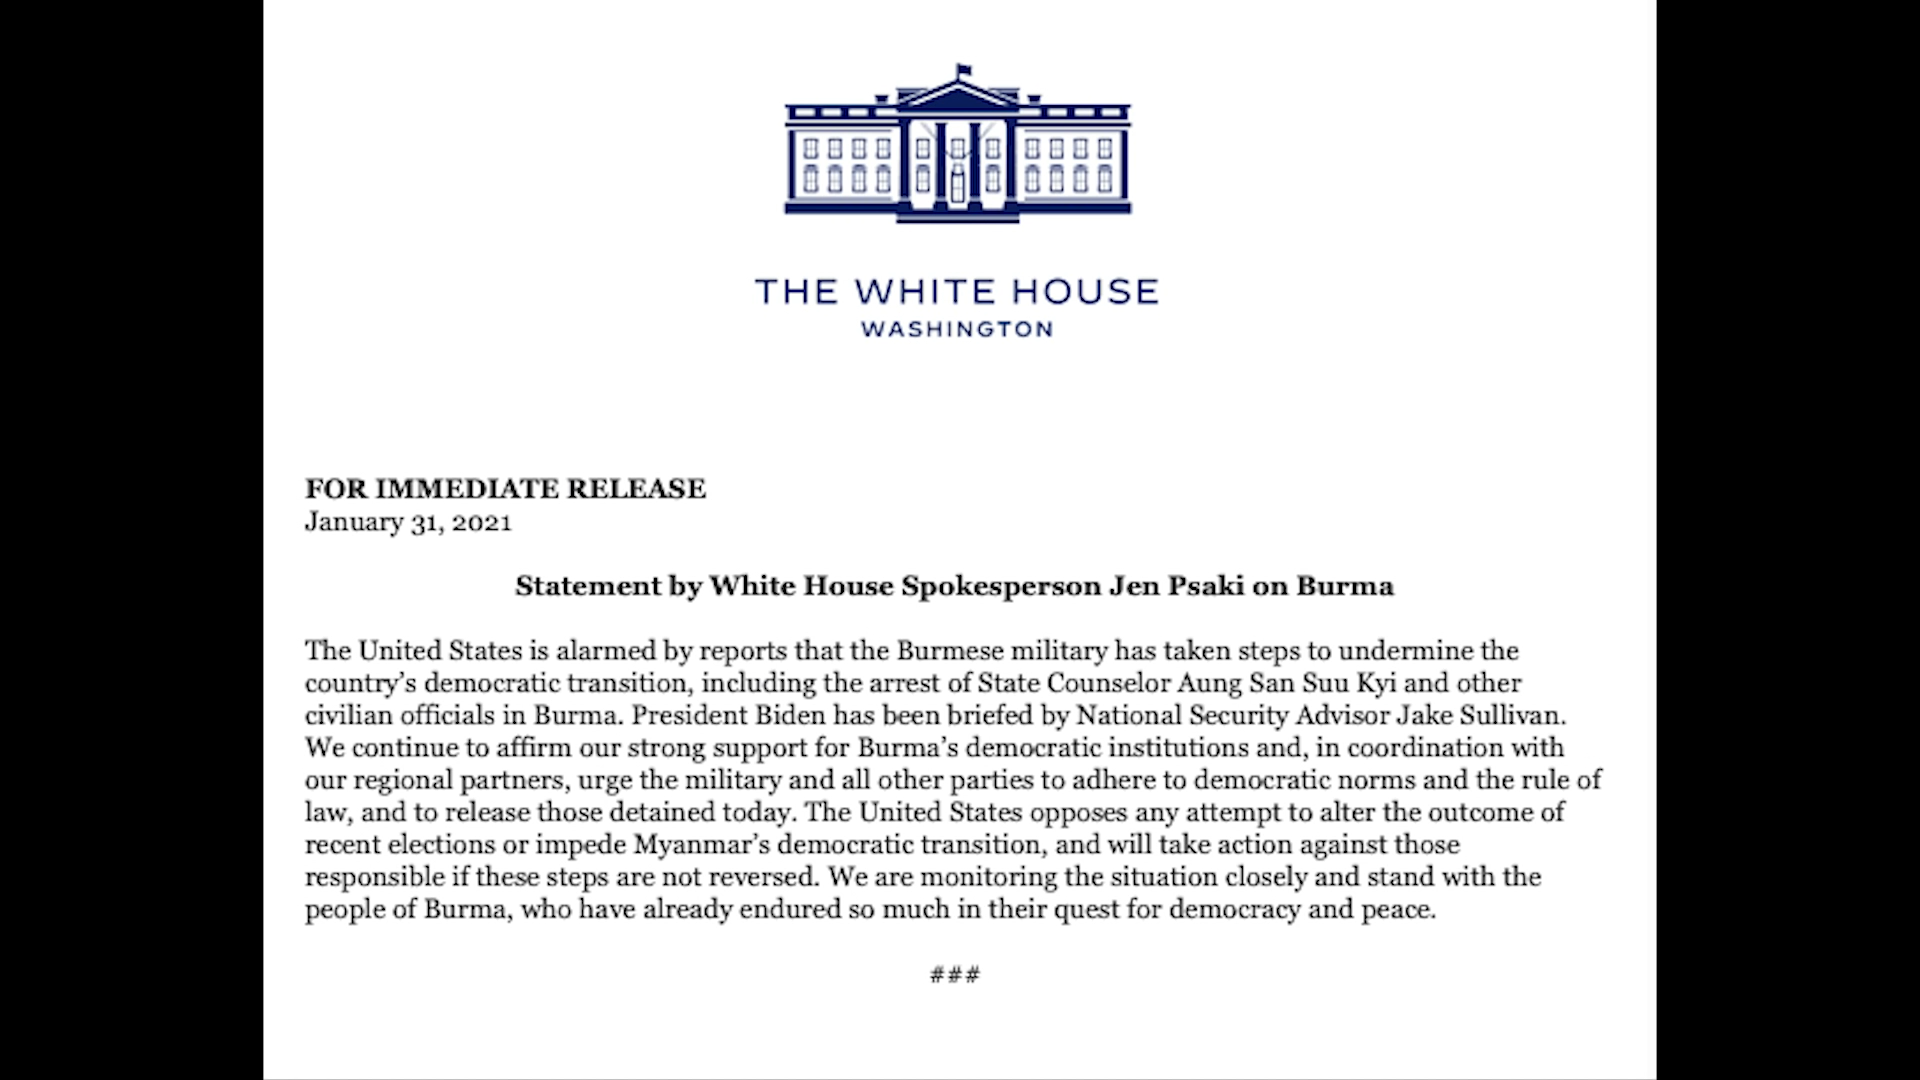 THE WHITE HOUSE
WASHINGTON
FOR IMMEDIATE RELEASE
January 31, 2021
Statement by White House Spokesperson Jen Psaki on Burma
The United States is alarmed by reports that the Burmese military has taken steps to undermine the
country’s democratic transition, including the arrest of State Counselor Aung San Suu Kyi and other
civilian officials in Burma. President Biden has been briefed by National Security Advisor Jake Sullivan.
We continue to affirm our strong support for Burma’s democratic institutions and, in coordination with
our regional partners, urge the military and all other parties to adhere to democratic norms and the rule of
law, and to release those detained today. The United States opposes any attempt to alter the outcome of
recent elections or impede Myanmar’s democratic transition, and will take action against those
responsible if these steps are not reversed. We are monitoring the situation closely and stand with the
people of Burma, who have already endured so much in their quest for democracy and peace.
###